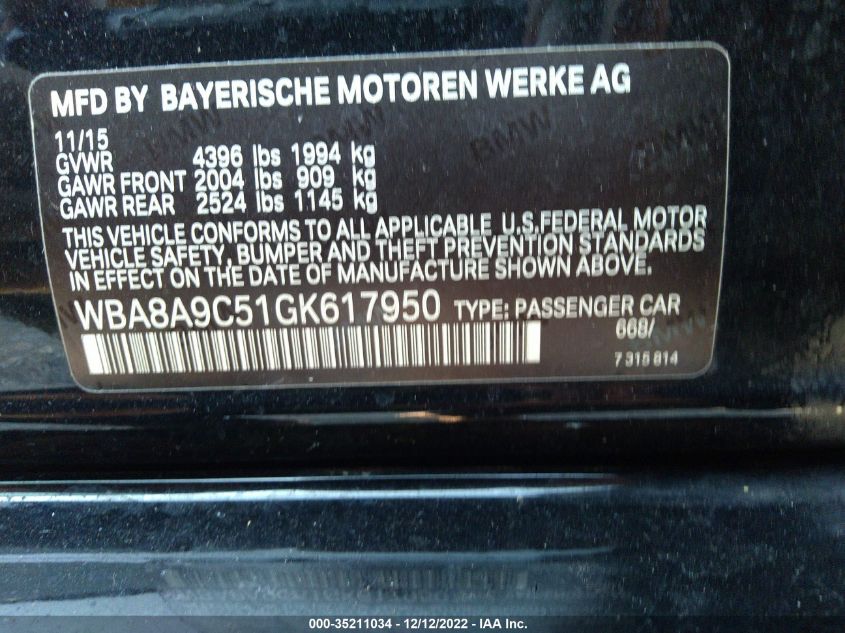 MFD BY BAYERISCHE MOTOREN WERKE AG
11/15
GVWR 4396 lbs 1994 kg
GAWR FRONT 2004 lbs 909 kg
GAWR REAR 2524 lbs 1145 kg
THIS VEHICLE CONFORMS TO ALL APPLICABLE U.S.FEDERAL MOTOR
VEHICLE SAFETY, BUMPER AND THEFT PREVENTION STANDARDS
IN EFFECT ON THE DATE OF MANUFACTURE SHOWN ABOVE.
WBA8A9C51GK617950 TYPE: PASSENGER CAR
668/
7 315 814
000-35211034 - 12/12/2022 - IAA Inc.